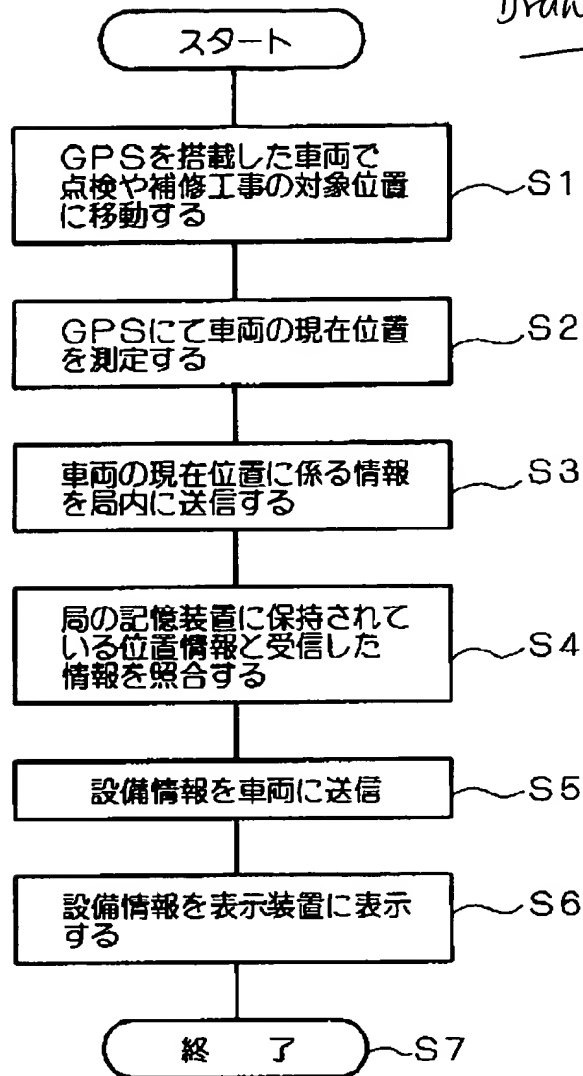 スタート
GPSを搭載した車両で
点検や補修工事の対象位置
に移動する
S1
GPSにて車両の現在位置
を測定する
S2
車両の現在位置に係る情報
を局内に送信する
S3
局の記憶装置に保持されて
いる位置情報と受信した
情報を照合する
S4
設備情報を車両に送信
S5
設備情報を表示装置に表示
する
S6
終 了
S7